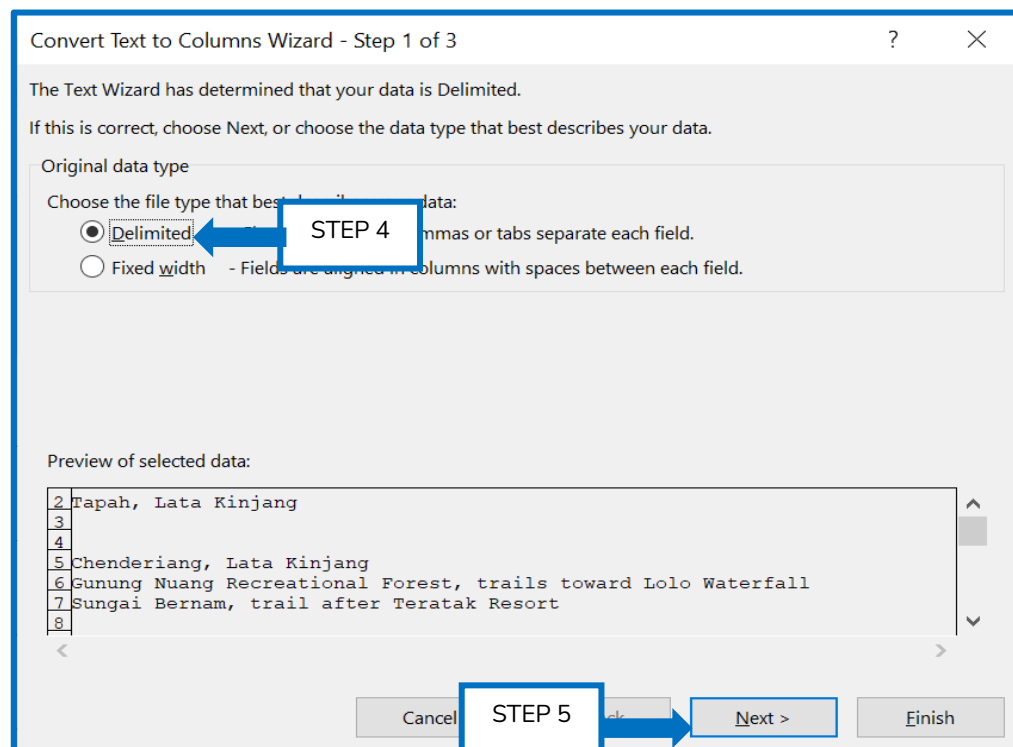 Convert Text to Columns Wizard - Step 1 of 3 ? ×
The Text Wizard has determined that your data is Delimited.
If this is correct, choose Next, or choose the data type that best describes your data.
Original data type
Choose the file type that data:
Delimited STEP 4 or tabs separate each field.
Fixed width - Fields are aligned in columns with spaces between each field.
Preview of selected data:
2 Tapah, Lata Kinjang
3
4
5 Chenderiang, Lata Kinjang
6 Gunung Nuang Recreational Forest, trails toward Lolo Waterfall
7 Sungai Bernam, trail after Teratak Resort
8
Cancel STEP 5 Next > Finish